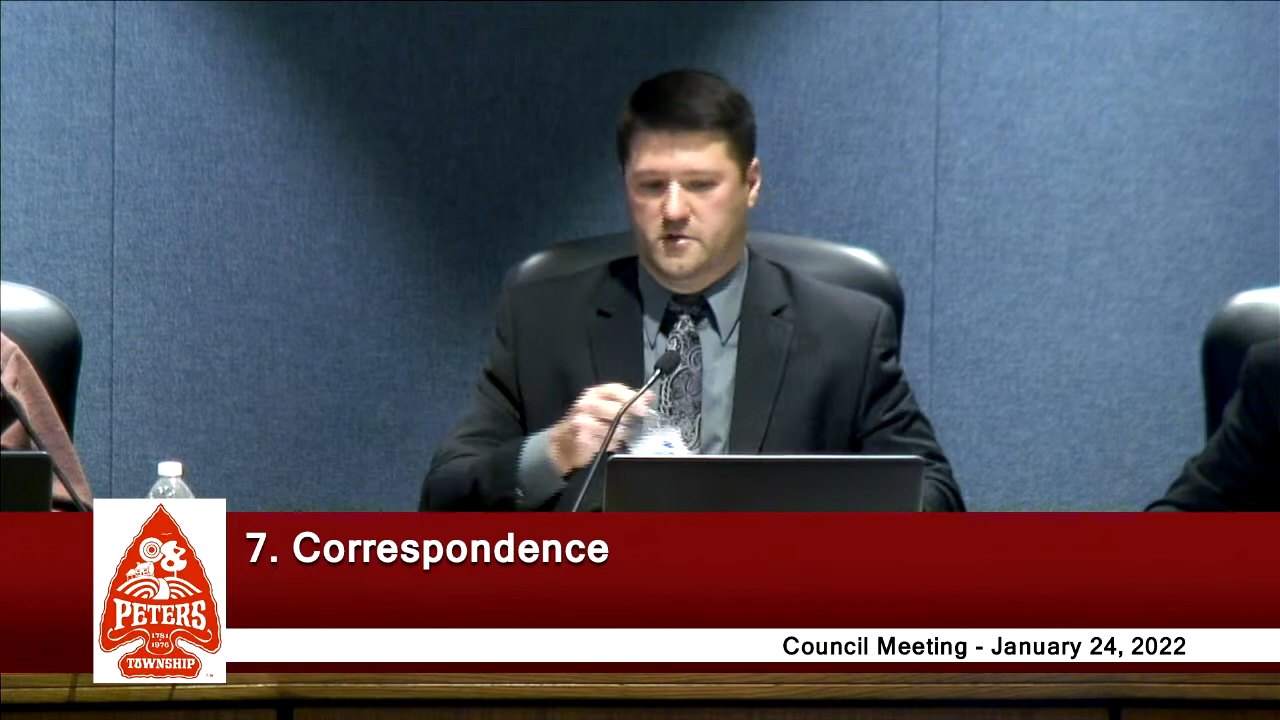 7. Correspondence
PETERS
1781
1976
TOWNSHIP
Council Meeting - January 24, 2022